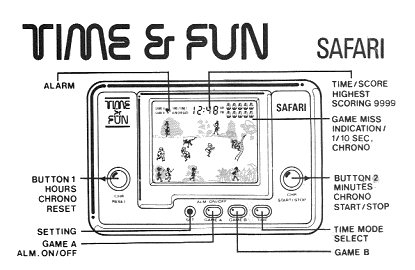 TIME & FUN
SAFARI
ALARM
TIME/SCORE
HIGHEST
SCORING 9999
GAME MISS
INDICATION/
1/10 SEC,
CHRONO
TIME
& FUN
12:48
SAFARI
BUTTON 1
HOURS
CHRONO
RESET
CHR
RESET
CHR
START/STOP
BUTTON 2
MINUTES
CHRONO
START/STOP
ALM. ON/OFF
SET
GAME A
GAME B
TIME
SETTING
GAME A
ALM. ON/OFF
TIME MODE
SELECT
GAME B